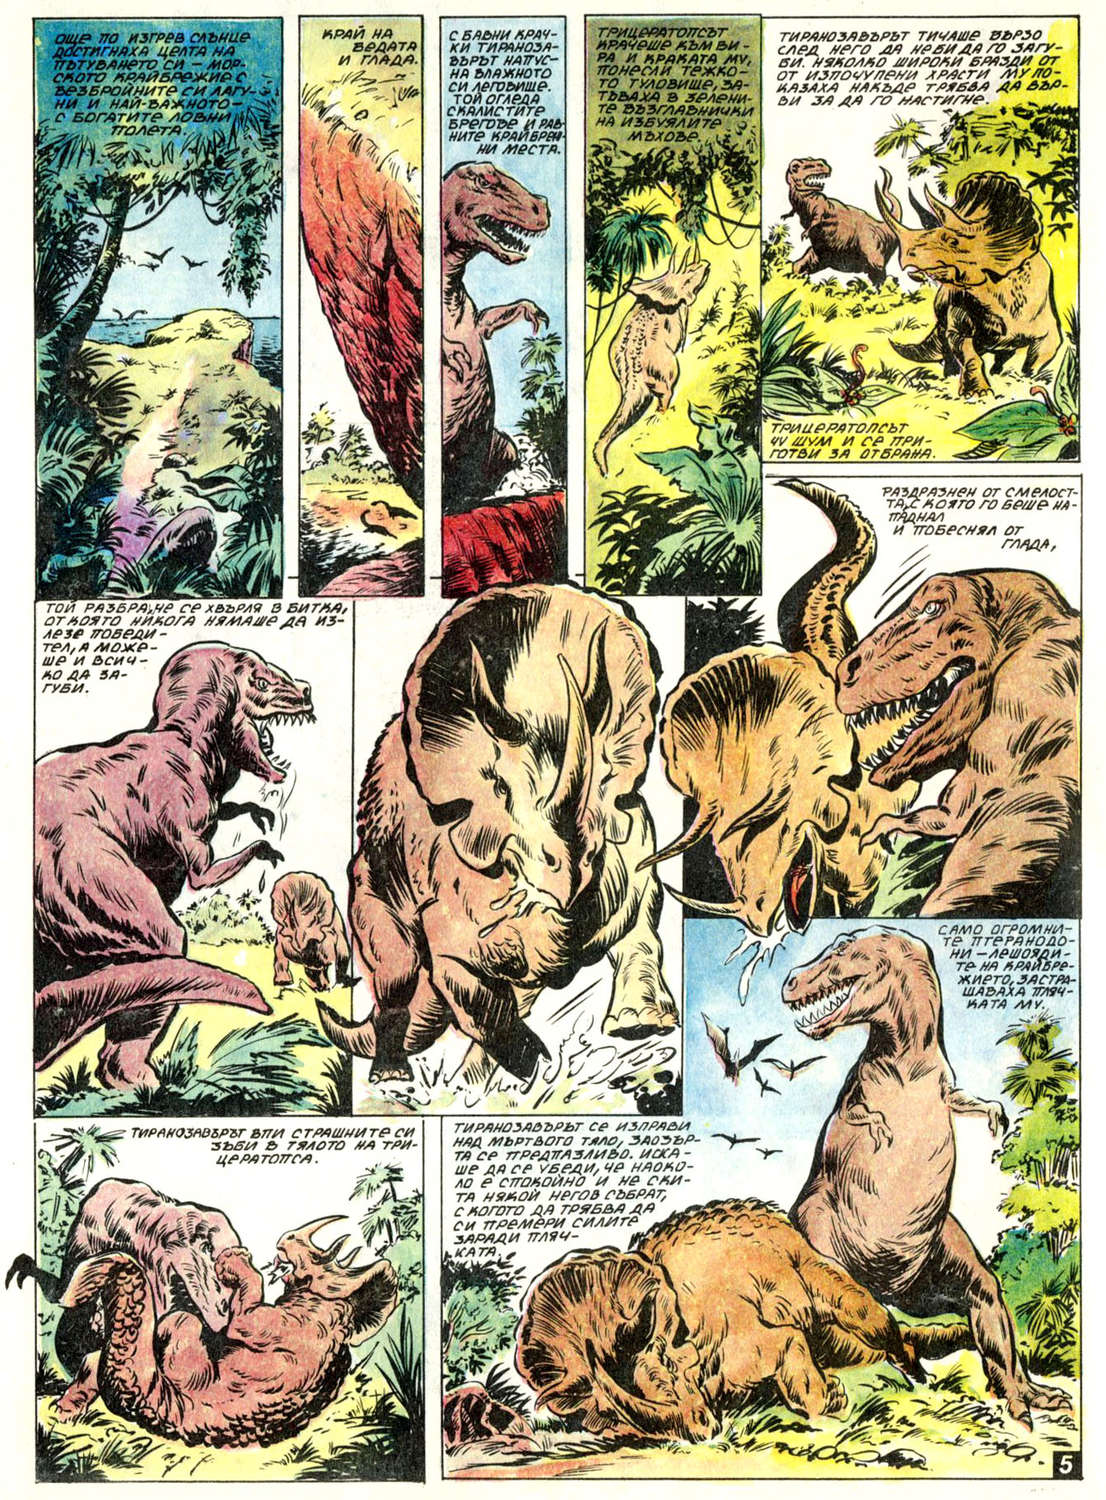 ОЩЕ ПО ИЗГРЕВ СЛЪНЦЕ
ДОСТИГНАХА ЦЕЛТА НА
ПЪТУВАНЕТО СИ – МОР-
СКОТО КРАЙБРЕЖИЕ С
БЕЗБРОЙНИТЕ СИ ЛАГУ-
НИ И НАЙ-ВАЖНОТО –
С БОГАТИТЕ ЛОВНИ
ПОЛЕТА.
КРАЙ НА
БЕДАТА
И ГЛАДА.
С БАВНИ КРАЧ-
КИ ТИРАНОЗА-
ВЪРЪТ НАПУС-
НА ВЛАЖНОТО
СИ ЛЕГОВИЩЕ.
ТОЙ ОГЛЕДА
СКАЛИСТИТЕ
БРЕГОВЕ И РАВ-
НИТЕ КРАЙБРЕЖ-
НИ МЕСТА.
ТРИЦЕРАТОПСЪТ
КРАЧЕШЕ КЪМ ВИ-
РА И КРАКАТА МУ,
ПОНЕСЛИ ТЕЖКО-
ТО ТУЛОВИЩЕ, ЗА-
ТЪВАХА В ЗЕЛЕНИ-
ТЕ ВЪЗГЛАВНИЧКИ
НА ИЗБУЯЛИТЕ
МЪХОВЕ.
ТИРАНОЗАВЪРЪТ ТИЧАШЕ БЪРЗО
СЛЕД НЕГО ДА НЕ БИ ДА ГО ЗАГУ-
БИ. НЯКОЛКО ШИРОКИ БРАЗДИ ОТ
ОТ ИЗПОЧУПЕНИ ХРАСТИ МУ ПО-
КАЗАХА НАКЪДЕ ТРЯБВА ДА ВЪР-
ВИ ЗА ДА ГО НАСТИГНЕ.
ТРИЦЕРАТОПСЪТ
ЧУ ШУМ И СЕ ПРИ-
ГОТВИ ЗА ОТБРАНА.
РАЗДРАЗНЕН ОТ СМЕЛОСТ-
ТА, С КОЯТО ГО БЕШЕ НА-
ПАДНАЛ
И ПОБЕСНЯЛ ОТ
ГЛАДА,
ТОЙ РАЗБРА, НЕ СЕ ХВЪРЛЯ В БИТКА,
ОТ КОЯТО НИКОГА НЯМАШЕ ДА ИЗ-
ЛЕЗЕ ПОБЕДИ-
ТЕЛ, А МОЖЕ-
ШЕ И ВСИЧ-
КО ДА ЗА-
ГУБИ.
САМО ОГРОМНИ-
ТЕ ПТЕРАНОДО-
НИ – ЛЕШОЯДИ-
ТЕ НА КРАЙБРЕ-
ЖИЕТО, ЗАСТРА-
ШАВАХА ПЛЯЧ-
КАТА МУ.
ТИРАНОЗАВЪРЪТ ВПИ СТРАШНИТЕ СИ
ЗЪБИ В ТЯЛОТО НА ТРИ-
ЦЕРАТОПСА.
ТИРАНОЗАВЪРЪТ СЕ ИЗПРАВИ
НАД МЪРТВОТО ТЯЛО, ЗАОЗЪР-
ТА СЕ ПРЕДПАЗЛИВО. ИСКА-
ШЕ ДА СЕ УБЕДИ, ЧЕ НАОКО-
ЛО Е СПОКОЙНО И НЕ СКИ-
ТА НЯКОЙ НЕГОВ СЪБРАТ,
С КОГОТО ДА ТРЯБВА ДА
СИ ПРЕМЕРИ СИЛИТЕ
ЗАРАДИ ПЛЯЧ-
КАТА.
5